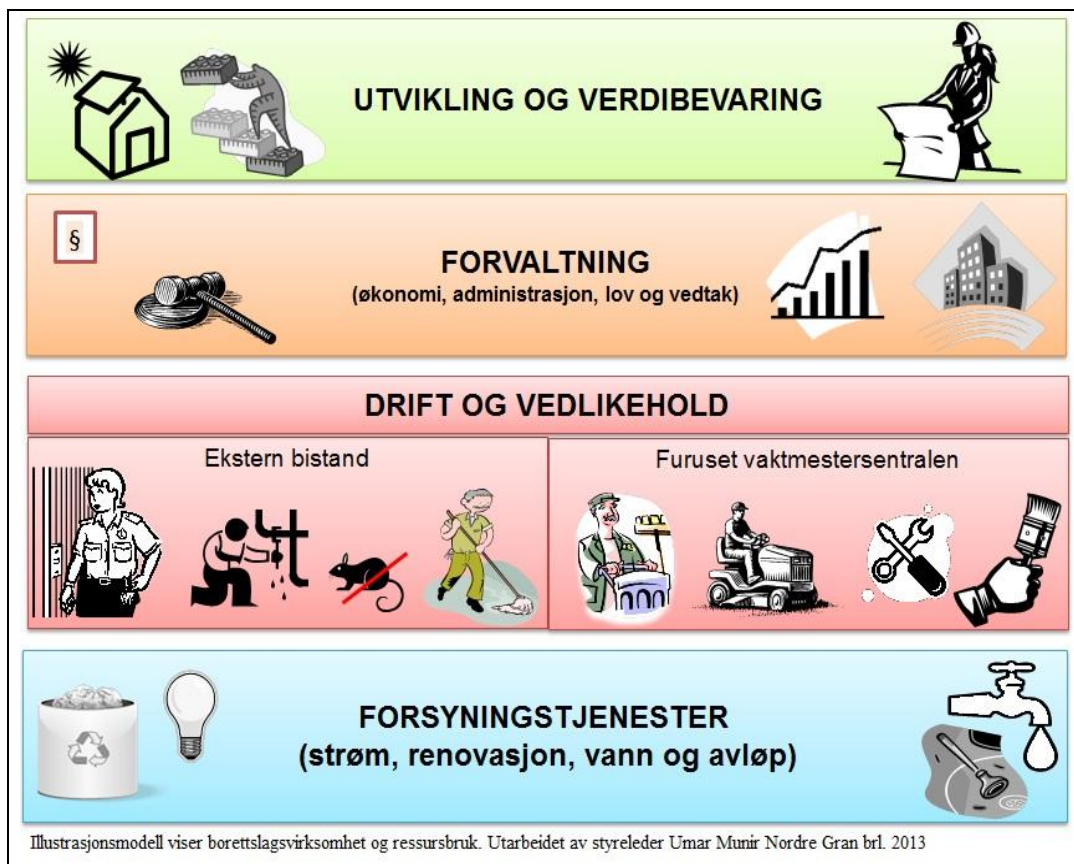 UTVIKLING OG VERDIBEVARING
§
FORVALTNING
(økonomi, administrasjon, lov og vedtak)
DRIFT OG VEDLIKEHOLD
Ekstern bistand
Furuset vaktmestersentralen
FORSYNINGSTJENESTER
(strøm, renovasjon, vann og avløp)
Illustrasjonsmodell viser borettslagsvirksomhet og ressursbruk. Utarbeidet av styreleder Umar Munir Nordre Gran brl. 2013